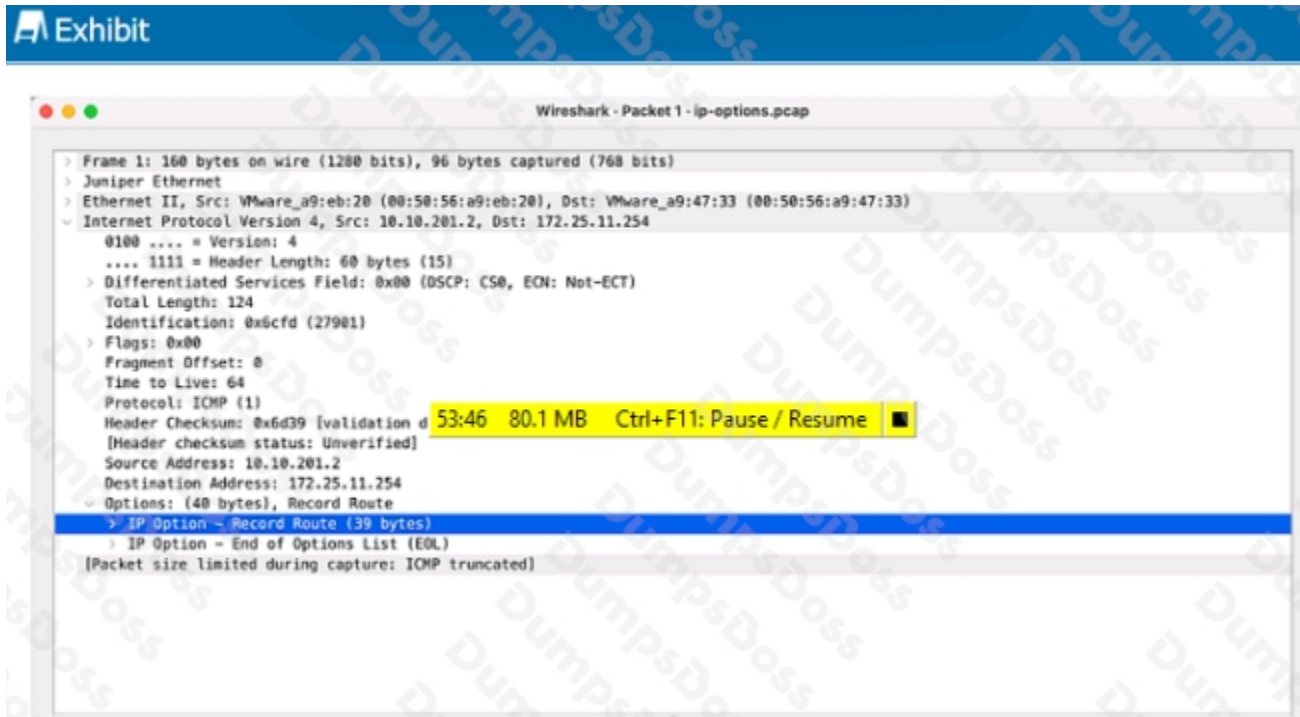 Exhibit
Wireshark - Packet 1 - ip-options.pcap
> Frame 1: 160 bytes on wire (1280 bits), 96 bytes captured (768 bits)
> Juniper Ethernet
> Ethernet II, Src: VMware_a9:eb:20 (00:50:56:a9:eb:20), Dst: VMware_a9:47:33 (00:50:56:a9:47:33)
Internet Protocol Version 4, Src: 10.10.201.2, Dst: 172.25.11.254
0100 .... = Version: 4
.... 1111 = Header Length: 60 bytes (15)
> Differentiated Services Field: 0x00 (DSCP: CS0, ECN: Not-ECT)
Total Length: 124
Identification: 0x6cfd (27901)
> Flags: 0x00
Fragment Offset: 0
Time to Live: 64
Protocol: ICMP (1)
Header Checksum: 0x6d39 [validation d
53:46 80.1 MB Ctrl+F11: Pause / Resume
[Header checksum status: Unverified]
Source Address: 10.10.201.2
Destination Address: 172.25.11.254
Options: (40 bytes), Record Route
> IP Option - Record Route (39 bytes)
> IP Option - End of Options List (EOL)
[Packet size limited during capture: ICMP truncated]
DumpsDoss